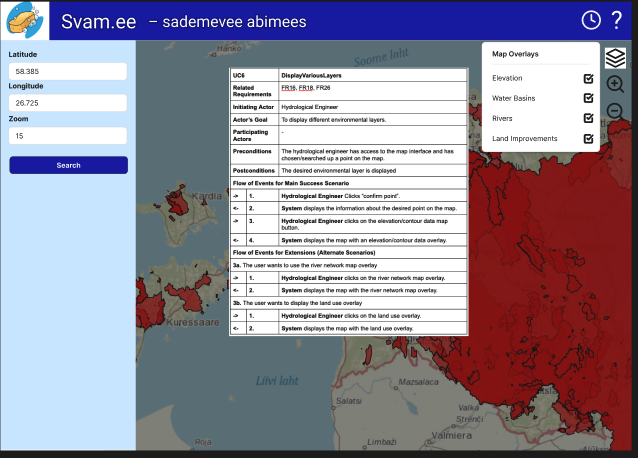 Svam.ee – sademevee abimees
?
Latitude
58.385
Longitude
26.725
Zoom
15
Search
Map Overlays
Elevation
Water Basins
Rivers
Land Improvements
Hanko
Soome laht
Kärdla
Kuressaare
Liivi laht
Mazsalaca
Salatsi
Valka
Strenči
Valmiera
Limbaži
Roja
UC6 DisplayVariousLayers
Related Requirements FR16, FR18, FR26
Initiating Actor Hydrological Engineer
Actor's Goal To display different environmental layers.
Participating Actors -
Preconditions The hydrological engineer has access to the map interface and has
chosen/searched up a point on the map.
Postconditions The desired environmental layer is displayed
Flow of Events for Main Success Scenario
-> 1. Hydrological Engineer Clicks "confirm point".
<- 2. System displays the information about the desired point on the map.
-> 3. Hydrological Engineer clicks on the elevation/contour data map
button.
<- 4. System displays the map with an elevation/contour data overlay.
Flow of Events for Extensions (Alternate Scenarios)
3a. The user wants to use the river network map overlay
-> 1. Hydrological Engineer clicks on the river network map overlay.
<- 2. System displays the map with the river network map overlay.
3b. The user wants to display the land use overlay
-> 1. Hydrological Engineer clicks on the land use overlay.
<- 2. System displays the map with the land use overlay.